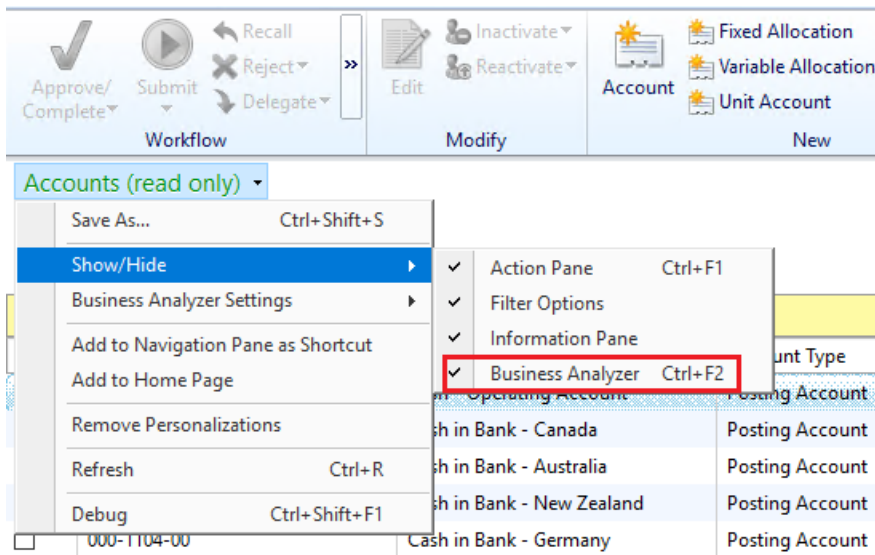 Approve/
Complete
Submit
Recall
Reject
Delegate
»
Workflow
Edit
Inactivate
Reactivate
Modify
Account
Fixed Allocation
Variable Allocation
Unit Account
New
Accounts (read only)
Save As... Ctrl+Shift+S
Show/Hide
Business Analyzer Settings
Add to Navigation Pane as Shortcut
Add to Home Page
Remove Personalizations
Refresh Ctrl+R
Debug Ctrl+Shift+F1
Action Pane Ctrl+F1
Filter Options
Information Pane
Business Analyzer Ctrl+F2
unt Type
Operating Account Posting Account
sh in Bank - Canada Posting Account
sh in Bank - Australia Posting Account
sh in Bank - New Zealand Posting Account
000-1104-00 Cash in Bank - Germany Posting Account